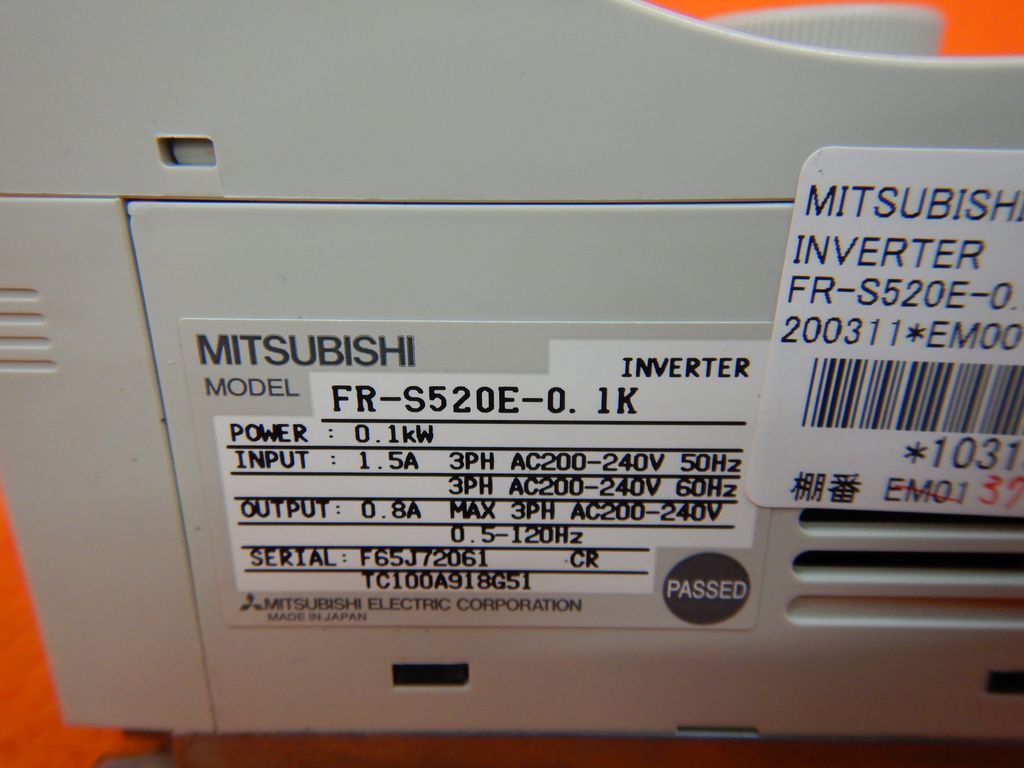 MITSUBISHI
INVERTER
MODEL FR-S520E-0.1K
POWER : 0.1kW
INPUT : 1.5A 3PH AC200-240V 50Hz
3PH AC200-240V 60Hz
OUTPUT: 0.8A MAX 3PH AC200-240V
0.5-120Hz
SERIAL: F65J72061 CR
TC100A918G51
PASSED
MITSUBISHI ELECTRIC CORPORATION
MADE IN JAPAN
MITSUBISHI
INVERTER
FR-S520E-0.
200311*EM00
*1031
棚番 EM01 37